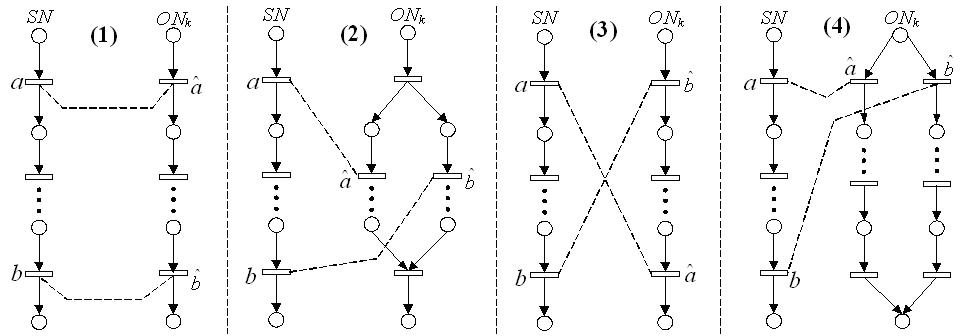 SN ONₖ
(1)
a â
b b̂
SN ONₖ
(2)
a
â b̂
b
SN ONₖ
(3)
a b̂
b â
SN ONₖ
(4)
a â b̂
b